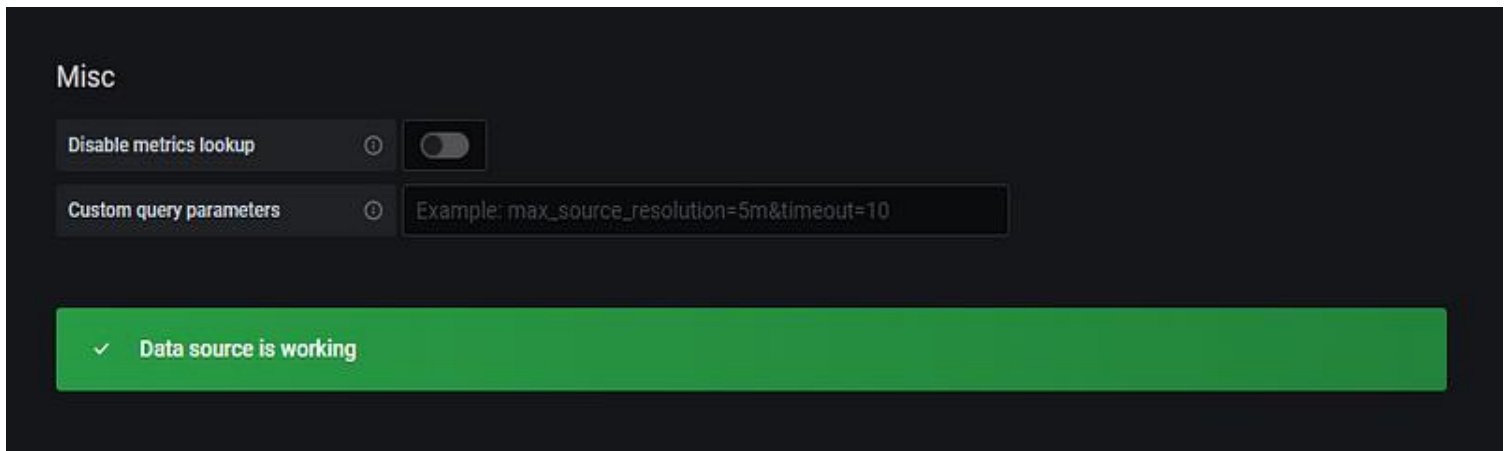 Misc
Disable metrics lookup
Custom query parameters Example: max_source_resolution=5m&timeout=10
Data source is working